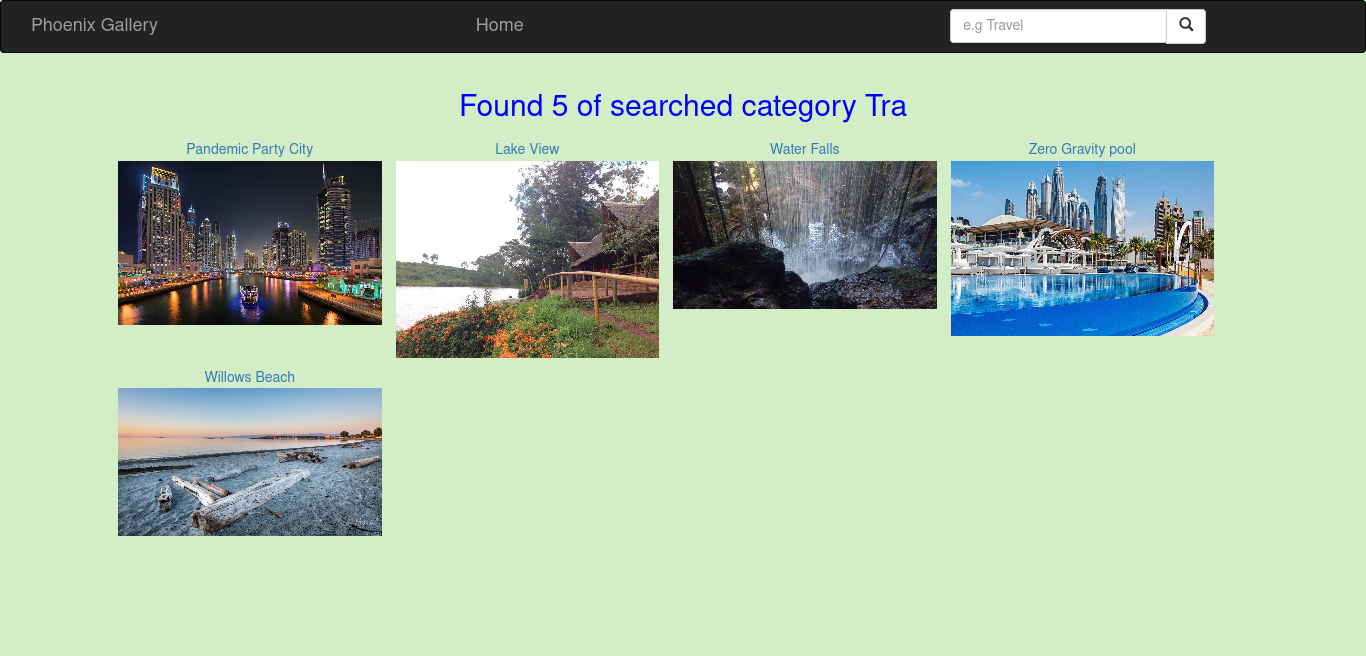 Phoenix Gallery Home e.g Travel
Found 5 of searched category Tra
Pandemic Party City Lake View Water Falls Zero Gravity pool
Willows Beach